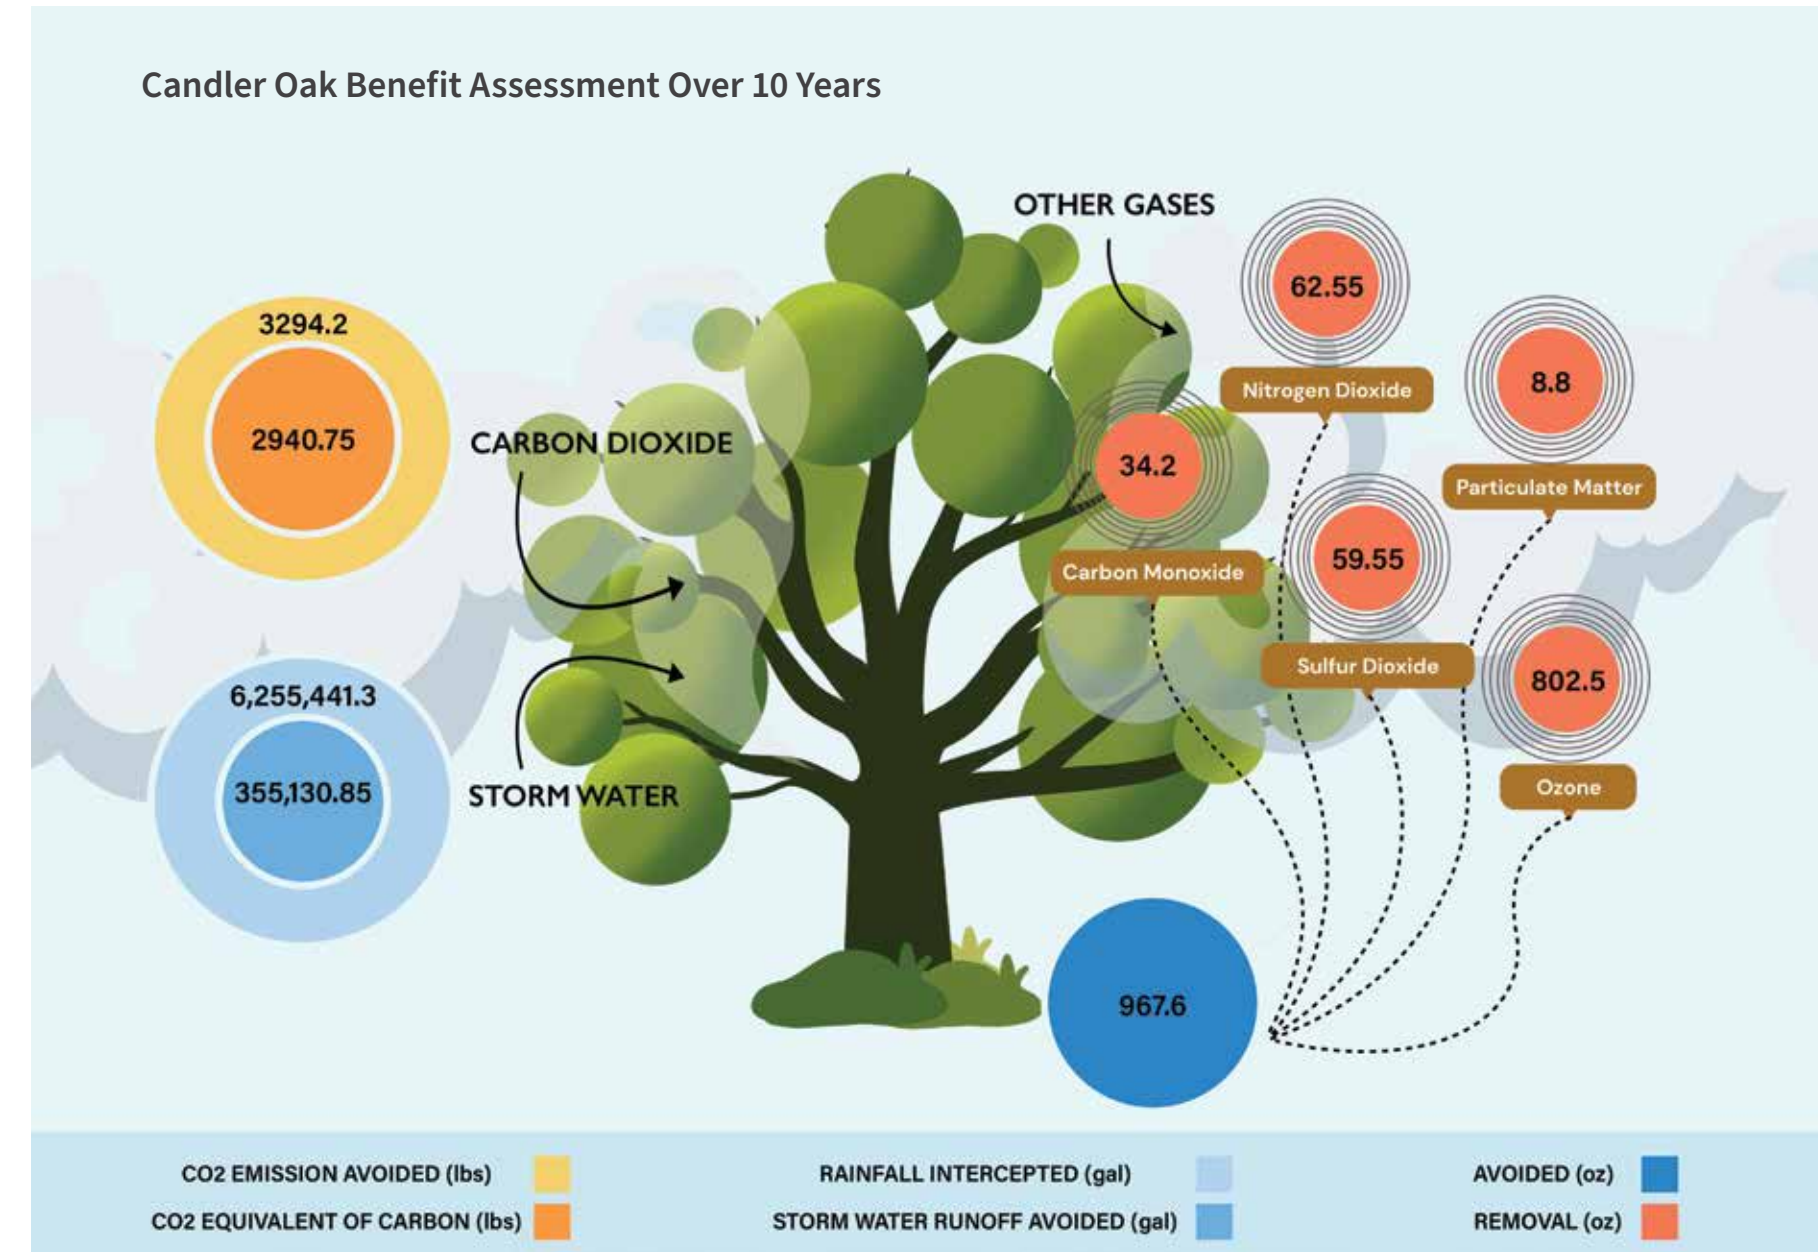 Candler Oak Benefit Assessment Over 10 Years
OTHER GASES
62.55
Nitrogen Dioxide
8.8
Particulate Matter
3294.2
2940.75
CARBON DIOXIDE
34.2
Carbon Monoxide
59.55
Sulfur Dioxide
802.5
Ozone
6,255,441.3
355,130.85
STORM WATER
967.6
CO2 EMISSION AVOIDED (lbs)
CO2 EQUIVALENT OF CARBON (lbs)
RAINFALL INTERCEPTED (gal)
STORM WATER RUNOFF AVOIDED (gal)
AVOIDED (oz)
REMOVAL (oz)